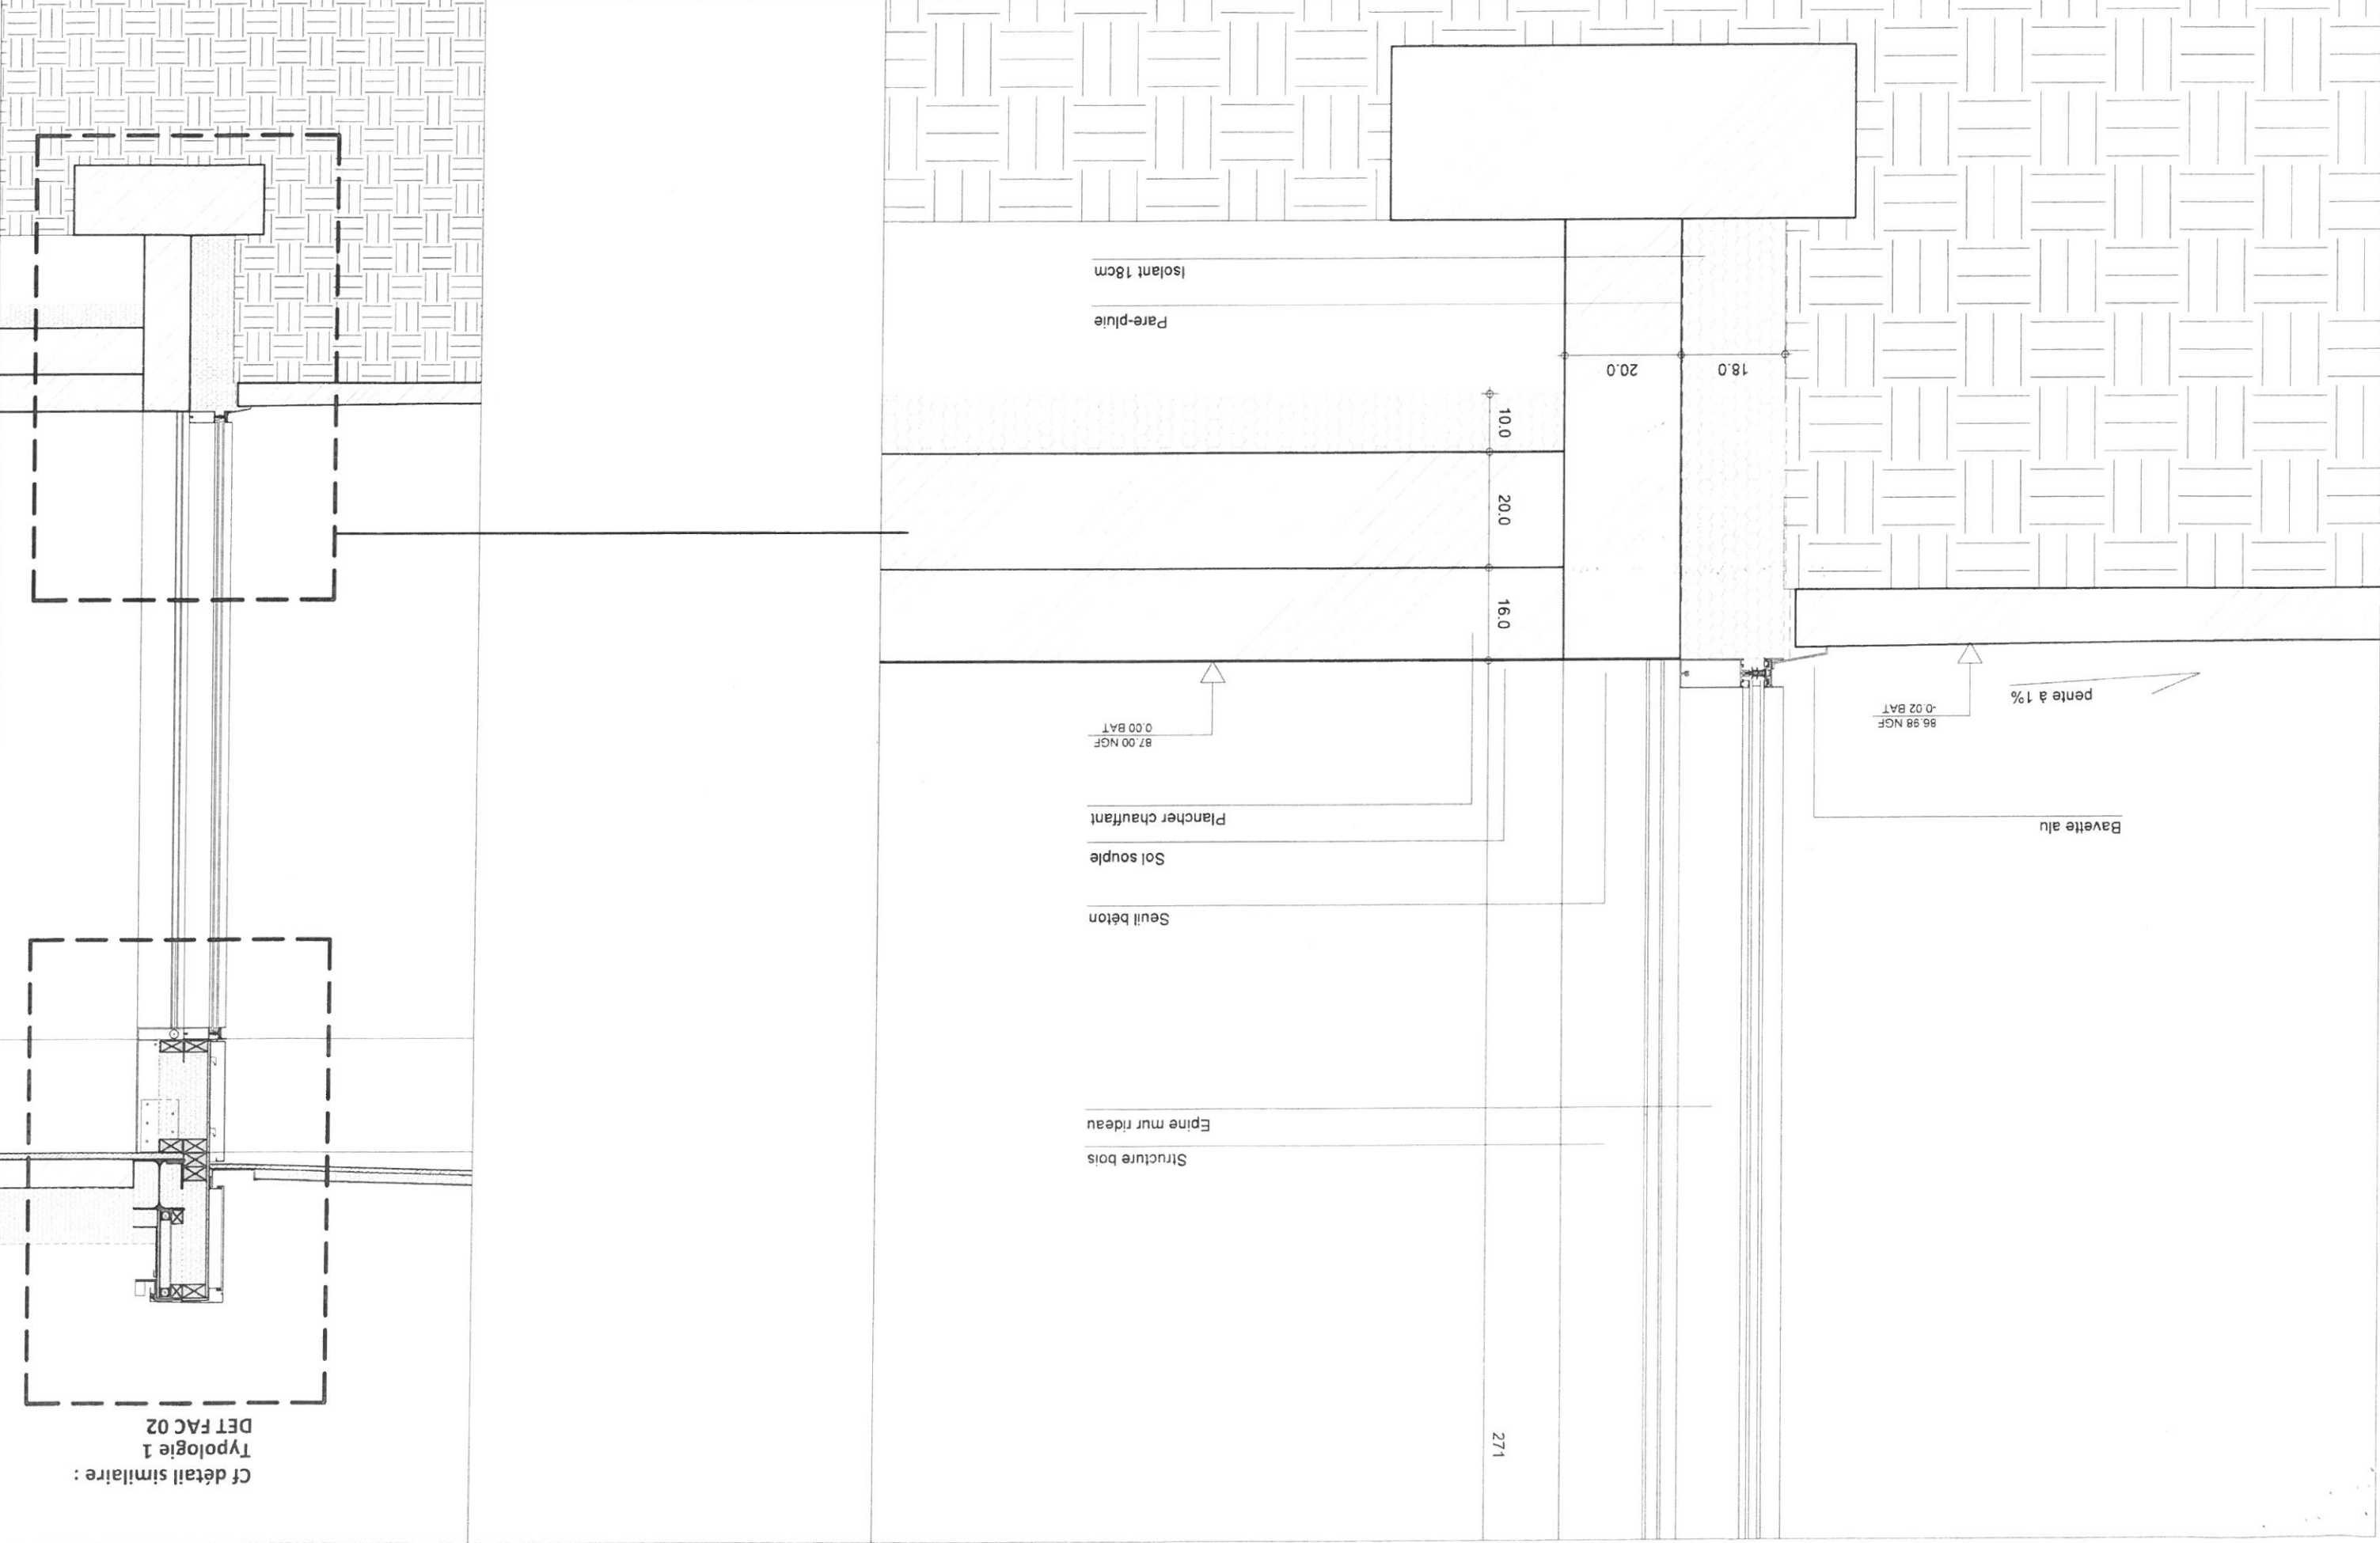 Cf détail similaire :
Typologie 1
DET FAC 02
271
Structure bois
Epine mur rideau
Seuil béton
Sol souple
Bavette alu
Plancher chauffant
87.00 NGF
0.00 BAT
86.98 NGF
-0.02 BAT
pente à 1%
16.0
20.0
10.0
18.0
20.0
Pare-pluie
Isolant 18cm